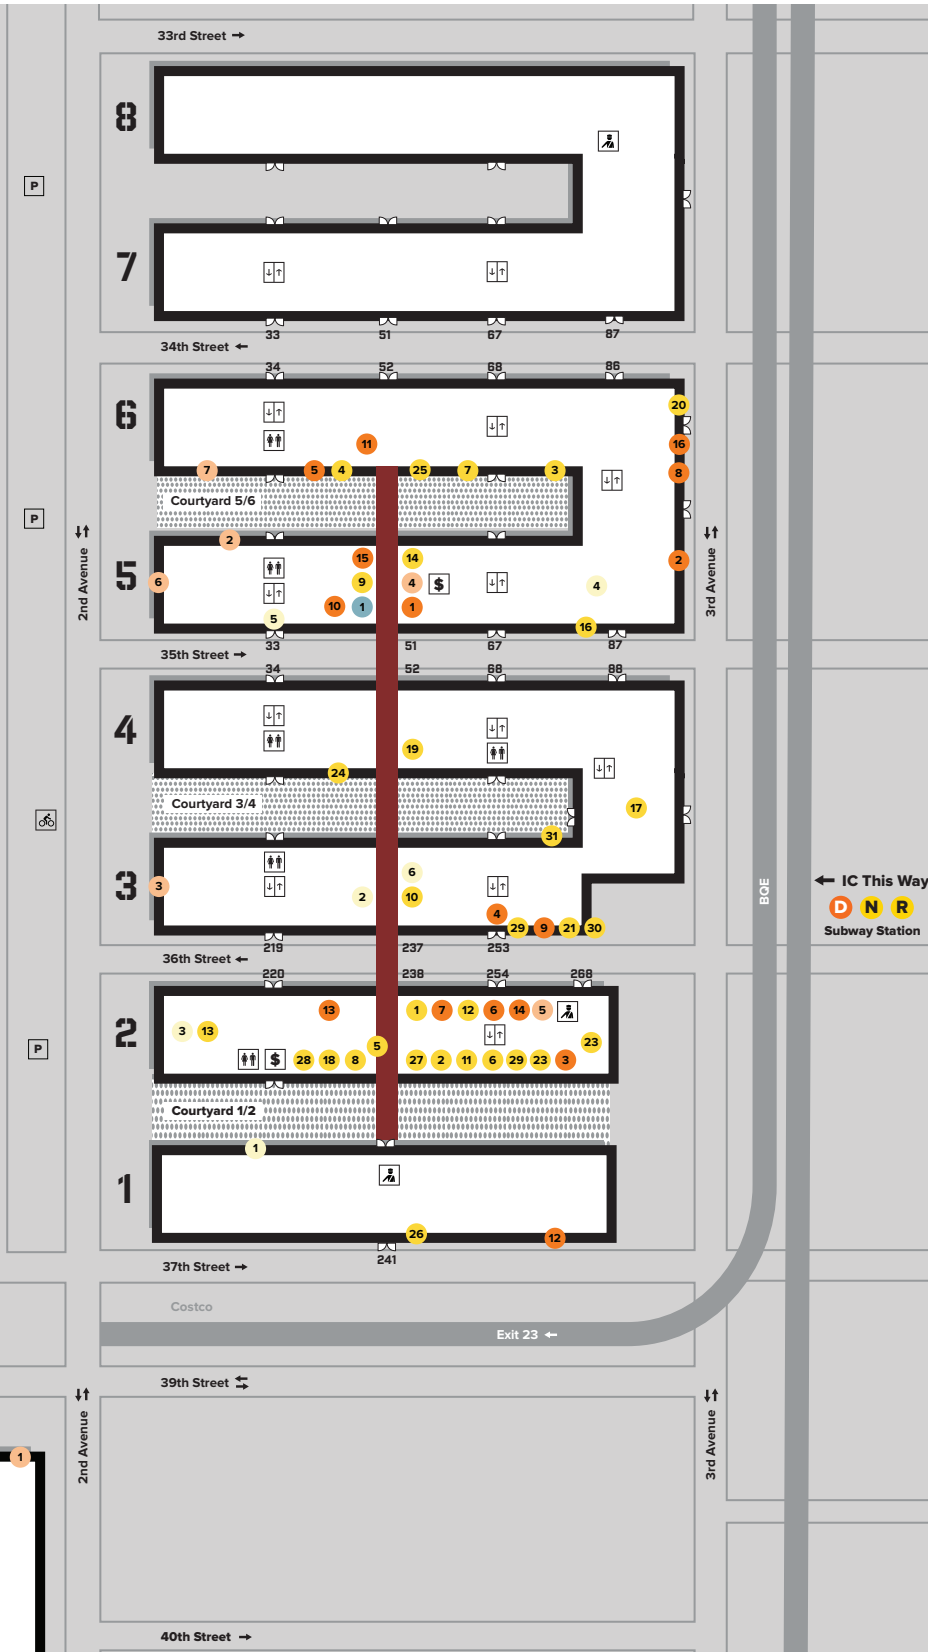 33rd Street →
8
P
7
33 51 67 87
34th Street ←
34 52 68 86
6
20
11
16
7 5 4 25 7 3
8
Courtyard 5/6
P
2nd Avenue
3rd Avenue
2
15 14
2
5
6
9 4 $
4
10 1 1
5
16
33 51 67 87
35th Street →
34 52 68 88
4
19
24
Courtyard 3/4
17
31
6
3
3
2 10
4
29 9 21 30
BQE
← IC This Way
D N R
Subway Station
219 237 253
36th Street ←
220 238 254 268
2
13 1 7 12 6 14 5
3 13
5
23
$ 28 18 8 27 2 11 6 29 23 3
P
Courtyard 1/2
1
1
26 12
241
37th Street →
Costco
Exit 23 ←
39th Street
2nd Avenue
3rd Avenue
1
40th Street →